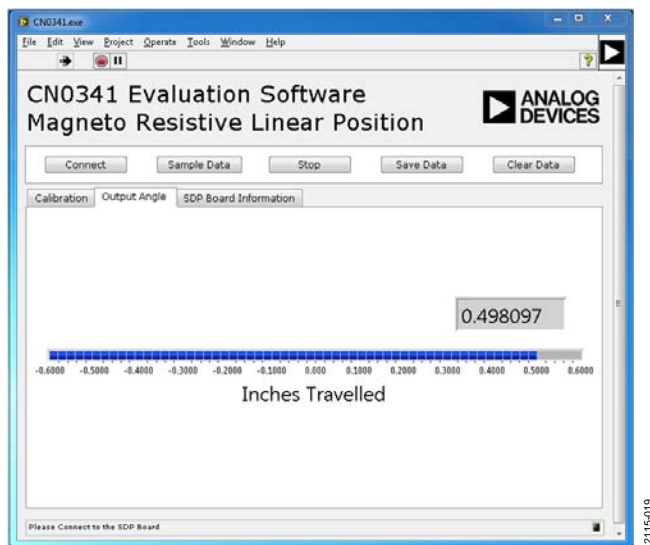 CN0341.exe
File Edit View Project Operate Tools Window Help
CN0341 Evaluation Software
Magneto Resistive Linear Position
ANALOG
DEVICES
Connect Sample Data Stop Save Data Clear Data
Calibration Output Angle SDP Board Information
0.498097
-0.6000 -0.5000 -0.4000 -0.3000 -0.2000 -0.1000 0.000 0.1000 0.2000 0.3000 0.4000 0.5000 0.6000
Inches Travelled
Please Connect to the SDP Board
2115-019